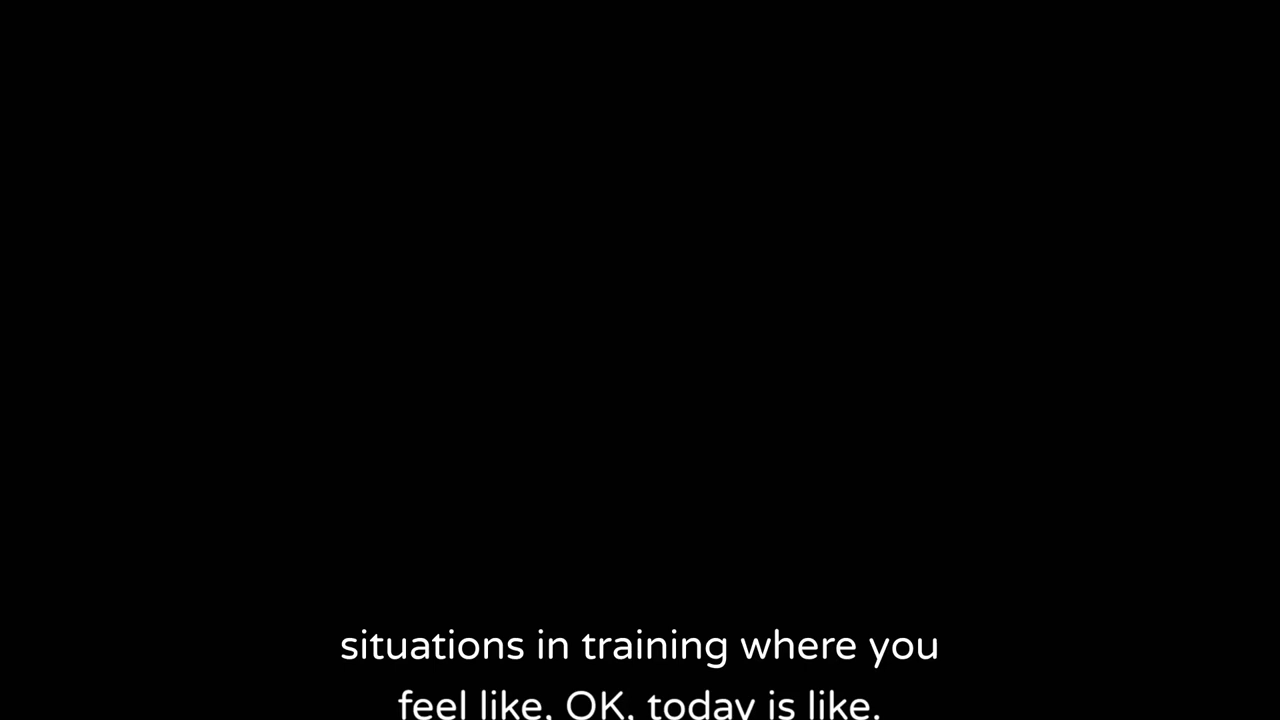 situations in training where you
feel like, OK, today is like,